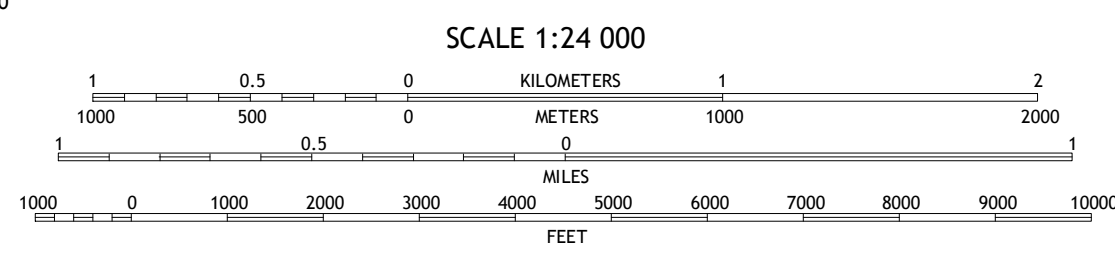 0
SCALE 1:24 000
1 0.5 0 KILOMETERS 1 2
1000 500 0 METERS 1000 2000
1 0.5 0 1
MILES
1000 0 1000 2000 3000 4000 5000 6000 7000 8000 9000 10000
FEET